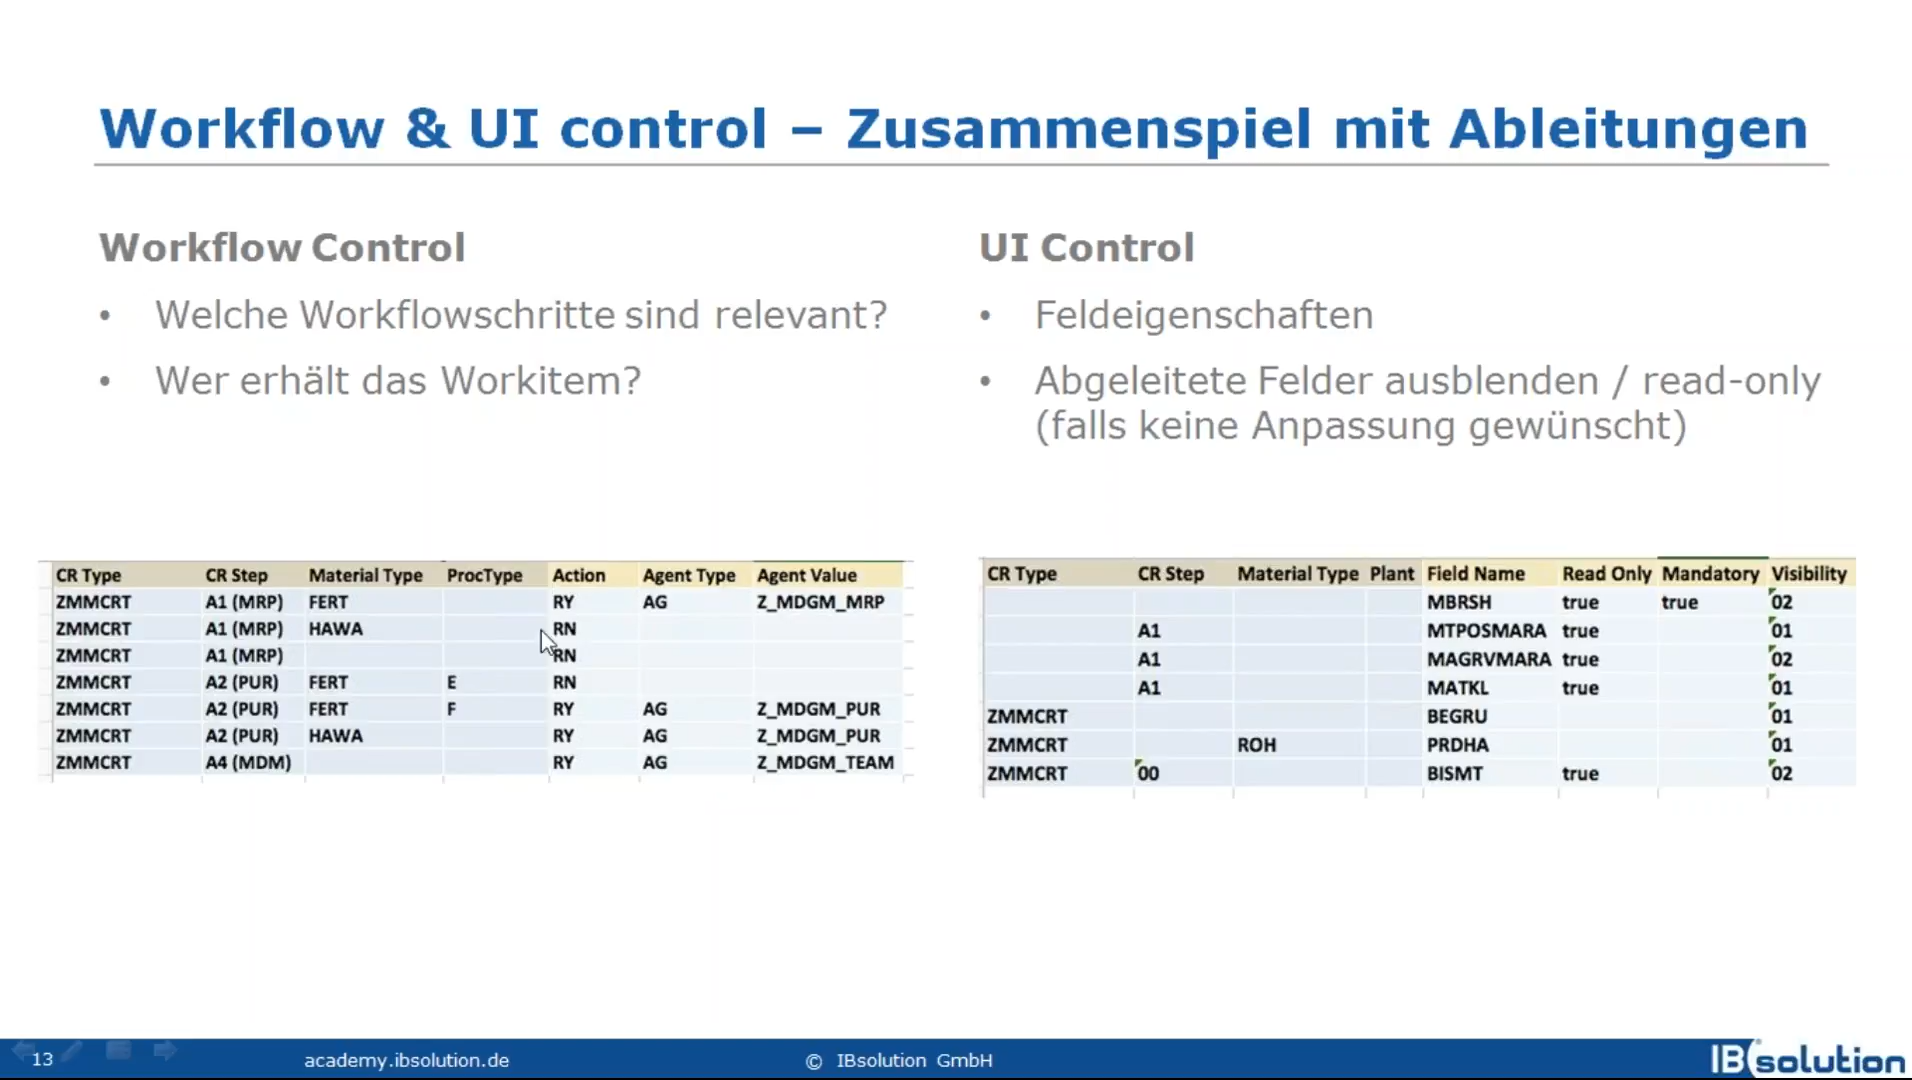 Workflow & UI control – Zusammenspiel mit Ableitungen
Workflow Control
• Welche Workflowschritte sind relevant?
• Wer erhält das Workitem?
UI Control
• Feldeigenschaften
• Abgeleitete Felder ausblenden / read-only
(falls keine Anpassung gewünscht)
CR Type CR Step Material Type ProcType Action Agent Type Agent Value
ZMMCRT A1 (MRP) FERT RY AG Z_MDGM_MRP
ZMMCRT A1 (MRP) HAWA RN
ZMMCRT A1 (MRP) RN
ZMMCRT A2 (PUR) FERT E RN
ZMMCRT A2 (PUR) FERT F RY AG Z_MDGM_PUR
ZMMCRT A2 (PUR) HAWA RY AG Z_MDGM_PUR
ZMMCRT A4 (MDM) RY AG Z_MDGM_TEAM
CR Type CR Step Material Type Plant Field Name Read Only Mandatory Visibility
MBRSH true true 02
A1 MTPOSMARA true 01
A1 MAGRVMARA true 02
A1 MATKL true 01
ZMMCRT BEGRU 01
ZMMCRT ROH PRDHA 01
ZMMCRT 00 BISMT true 02
13 academy.ibsolution.de © IBsolution GmbH
IBsolution